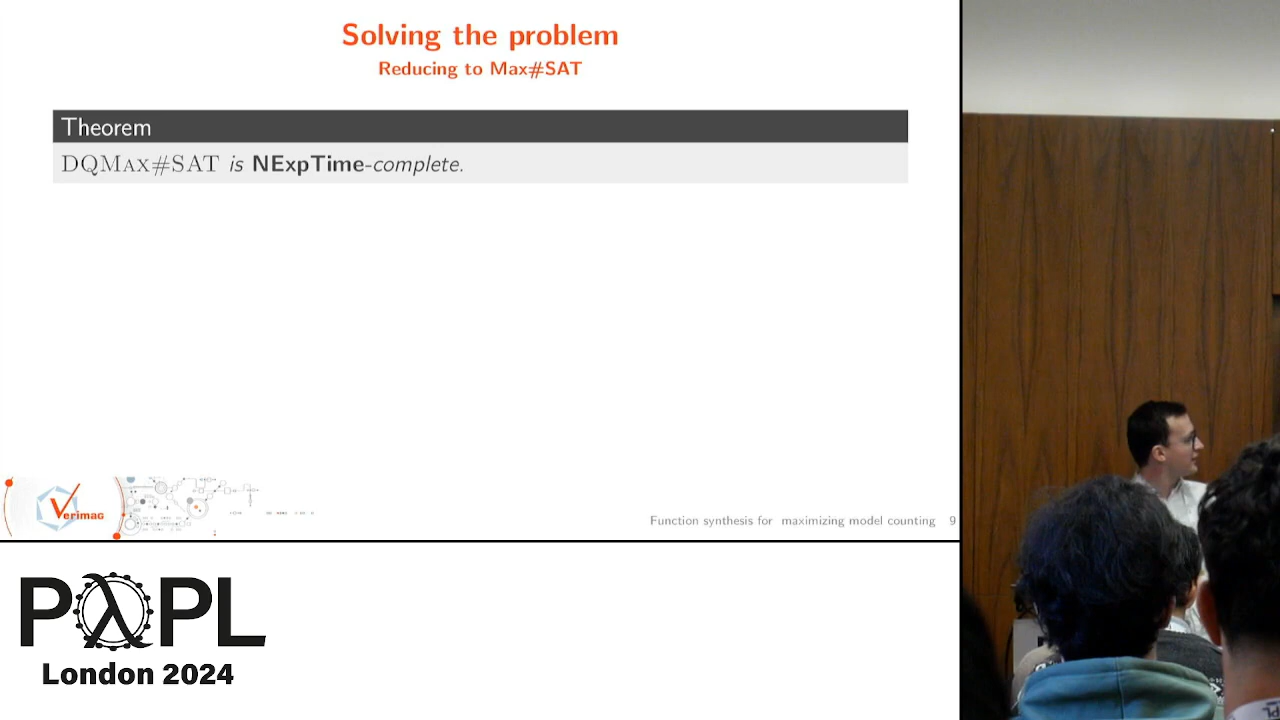 Solving the problem
Reducing to Max#SAT
Theorem
DQMax#SAT is NExpTime-complete.
Verimag
Function synthesis for maximizing model counting 9
PλPL
London 2024